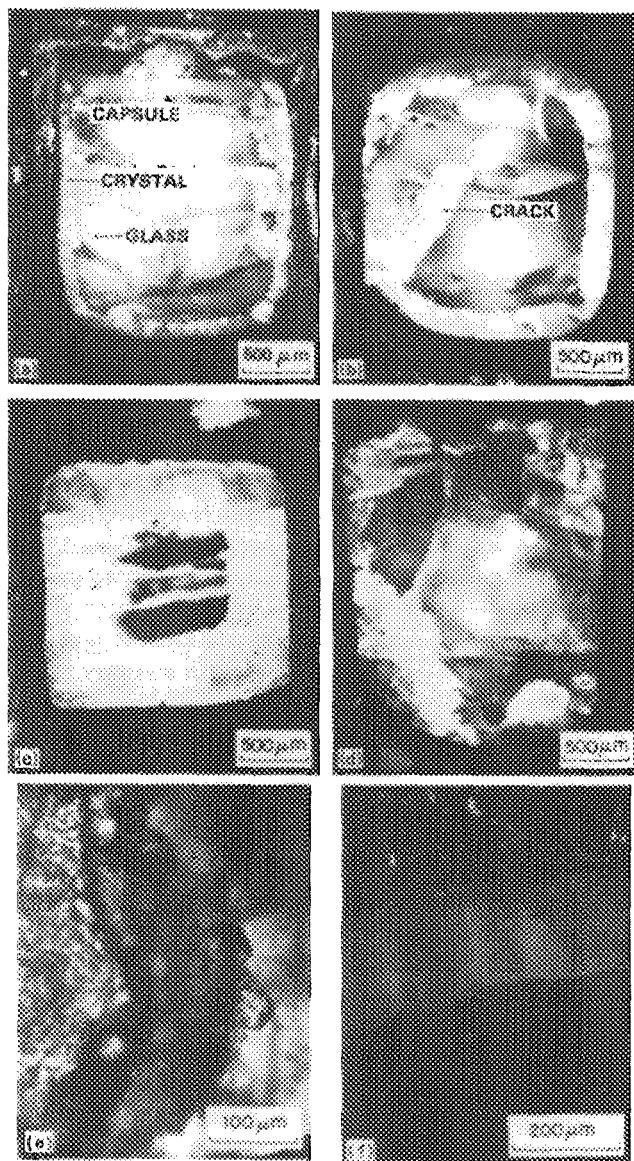 CAPSULE
CRYSTAL
GLASS
(a)
500 μm
CRACK
(b)
500 μm
(c)
500 μm
(d)
500 μm
(e)
100 μm
(f)
200 μm